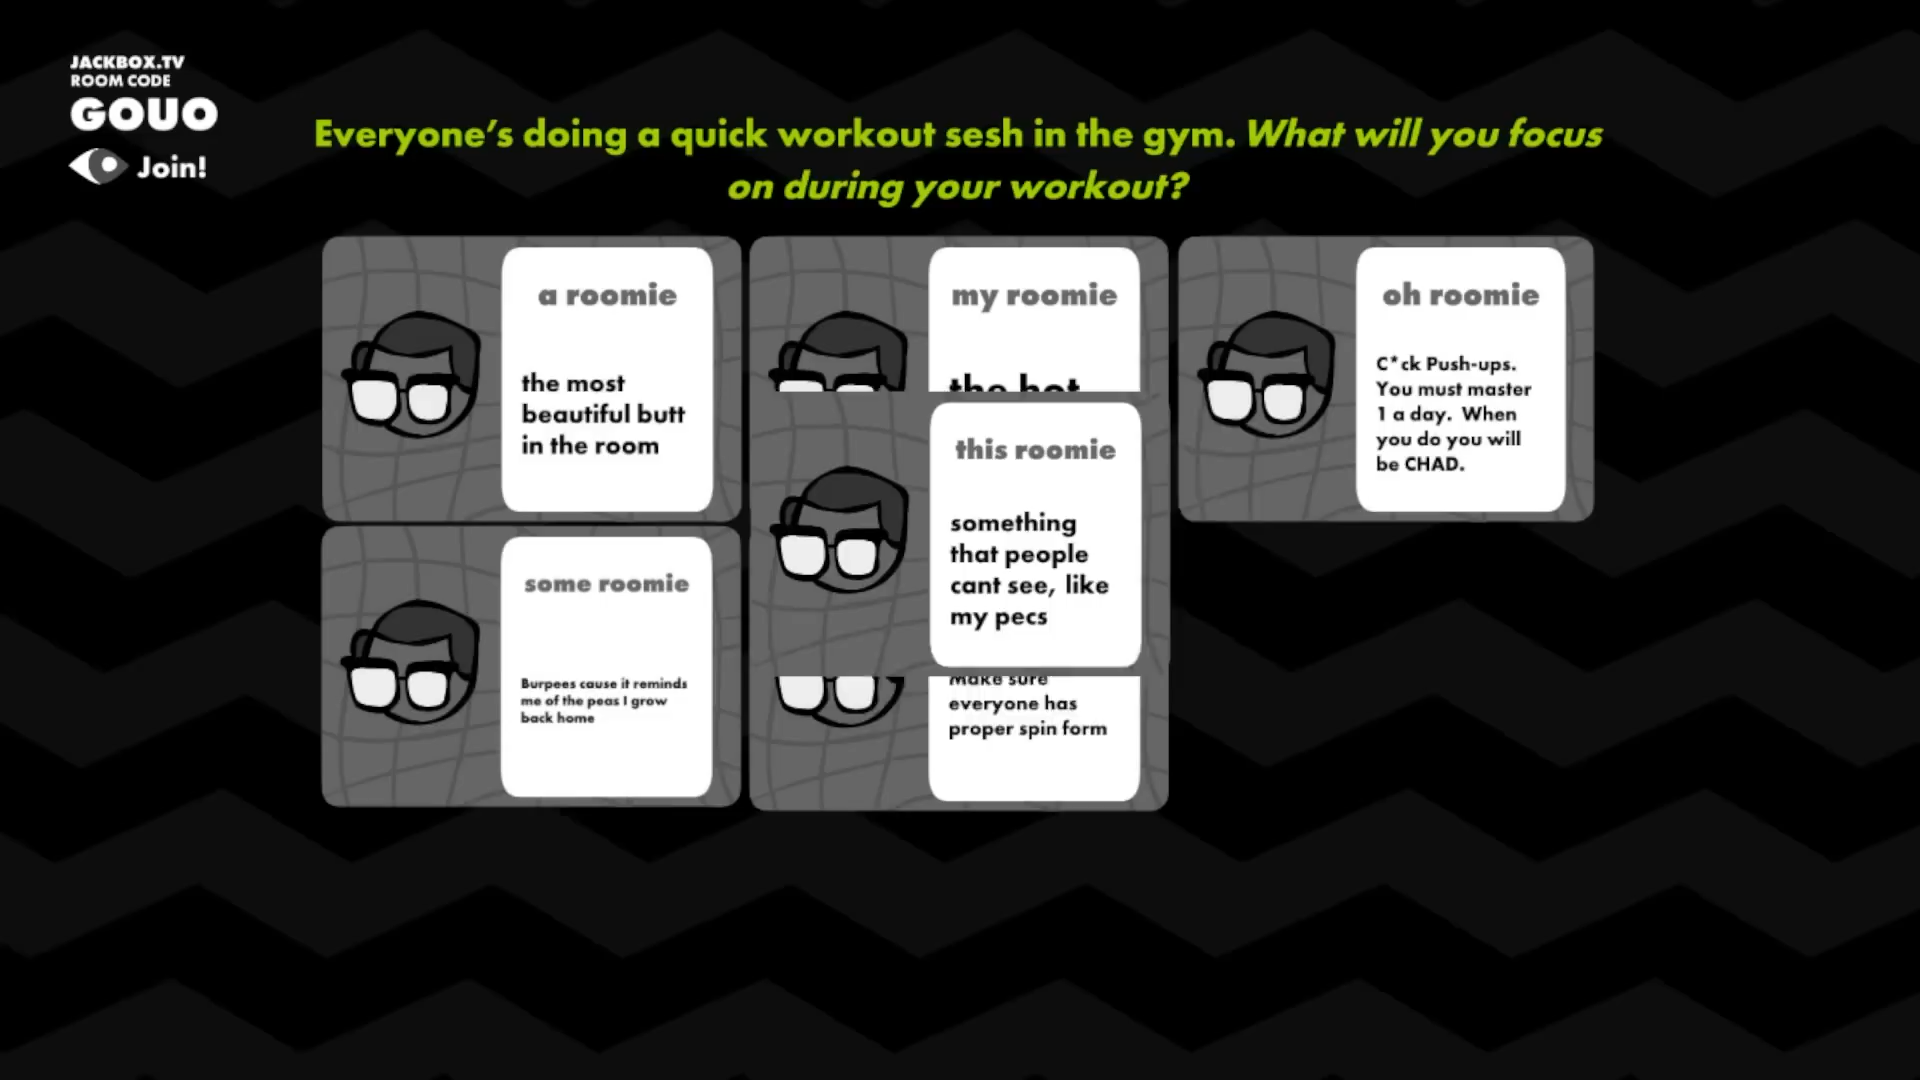 JACKBOX.TV
ROOM CODE
GOUO
Join!
Everyone's doing a quick workout sesh in the gym. What will you focus
on during your workout?
a roomie
the most
beautiful butt
in the room
my roomie
the hot
oh roomie
C*ck Push-ups.
You must master
1 a day. When
you do you will
be CHAD.
some roomie
Burpees cause it reminds
me of the peas I grow
back home
this roomie
something
that people
cant see, like
my pecs
make sure
everyone has
proper spin form